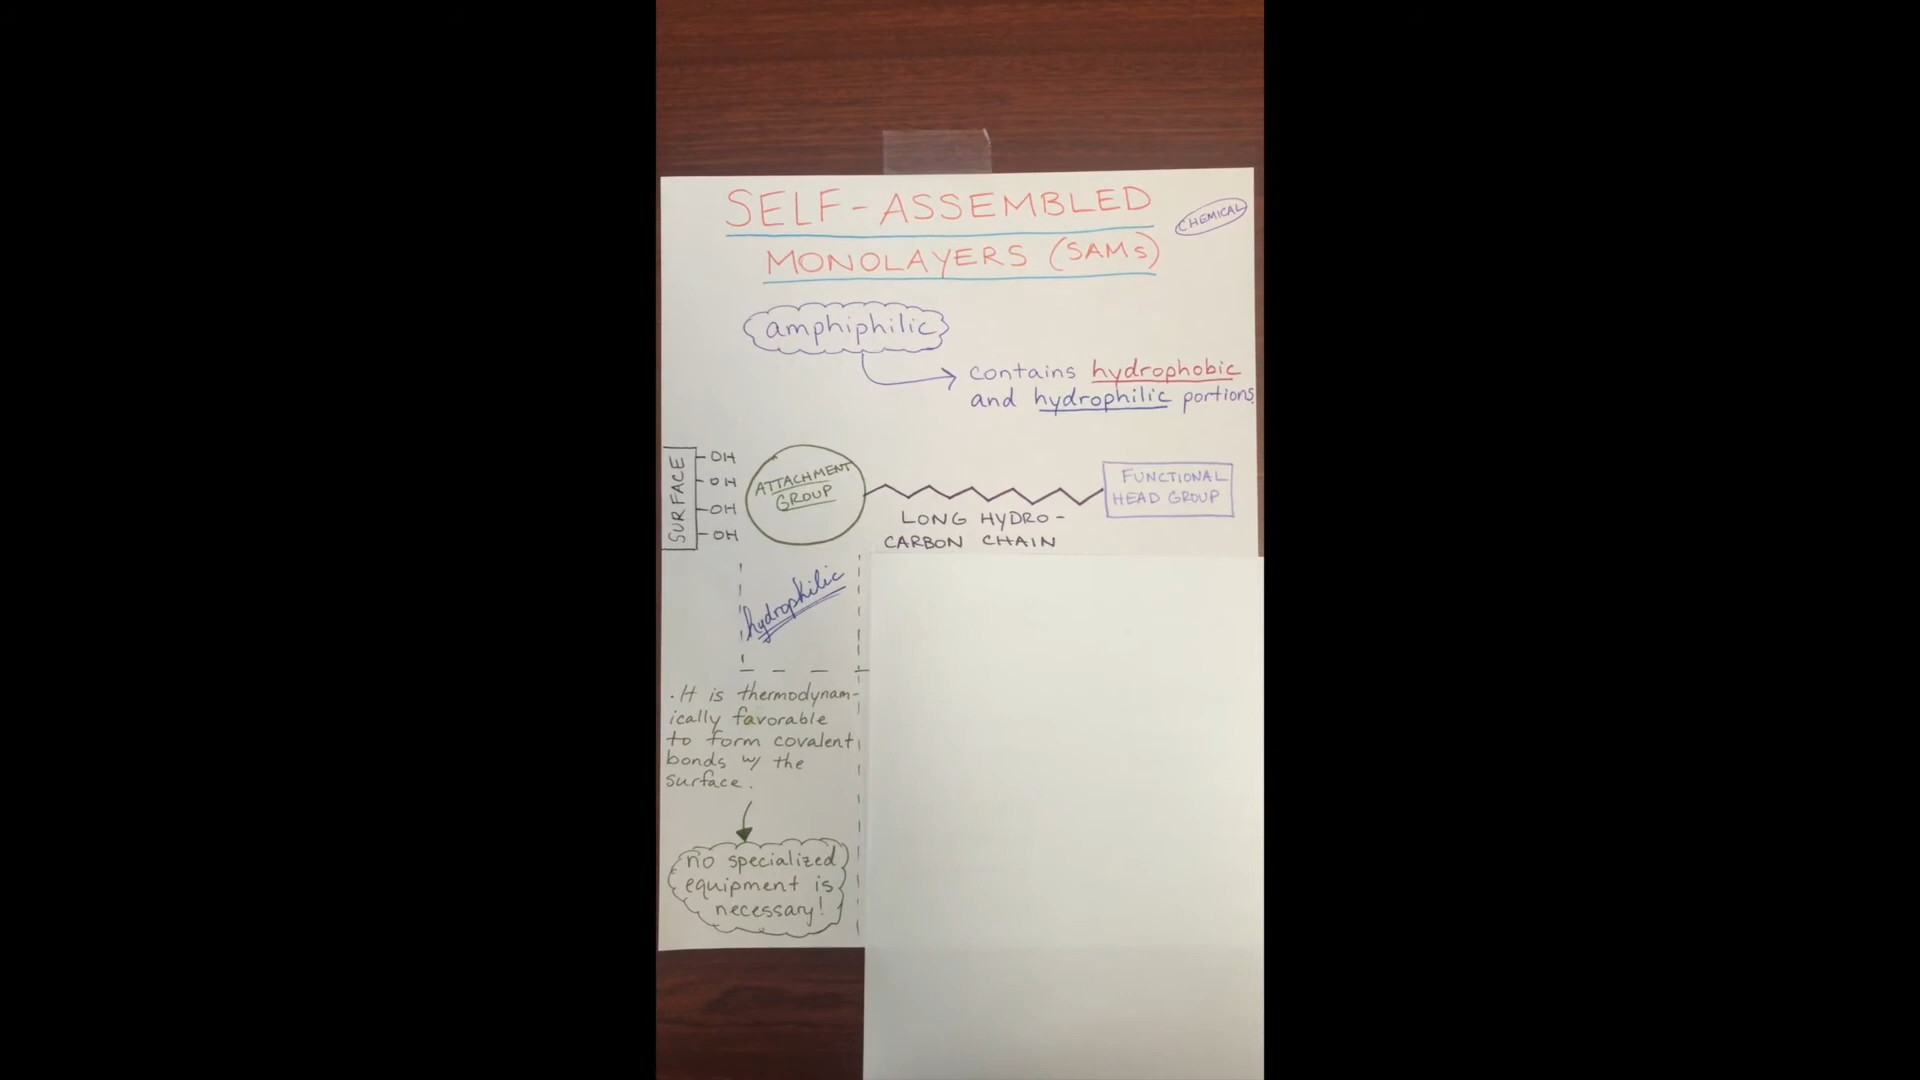 SELF-ASSEMBLED
MONOLAYERS (SAMs)
CHEMICAL
amphiphilic
contains hydrophobic
and hydrophilic portions.
SURFACE
-OH
-OH
-OH
-OH
ATTACHMENT
GROUP
LONG HYDRO-
CARBON CHAIN
FUNCTIONAL
HEAD GROUP
hydrophilic
· It is thermodynam-
ically favorable
to form covalent
bonds w/ the
surface.
no specialized
equipment is
necessary!